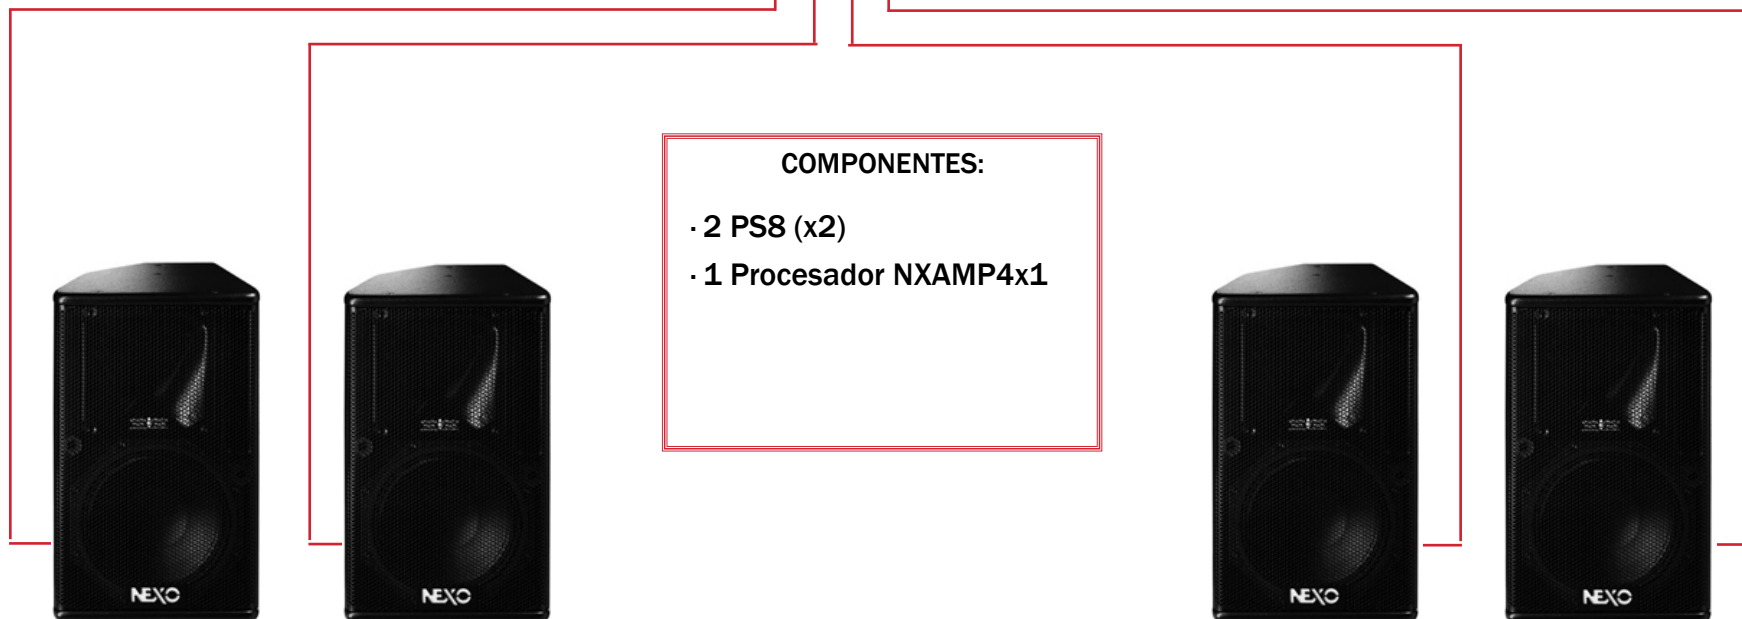 COMPONENTES:
· 2 PS8 (x2)
· 1 Procesador NXAMP4x1
NEXO
NEXO
NEXO
NEXO